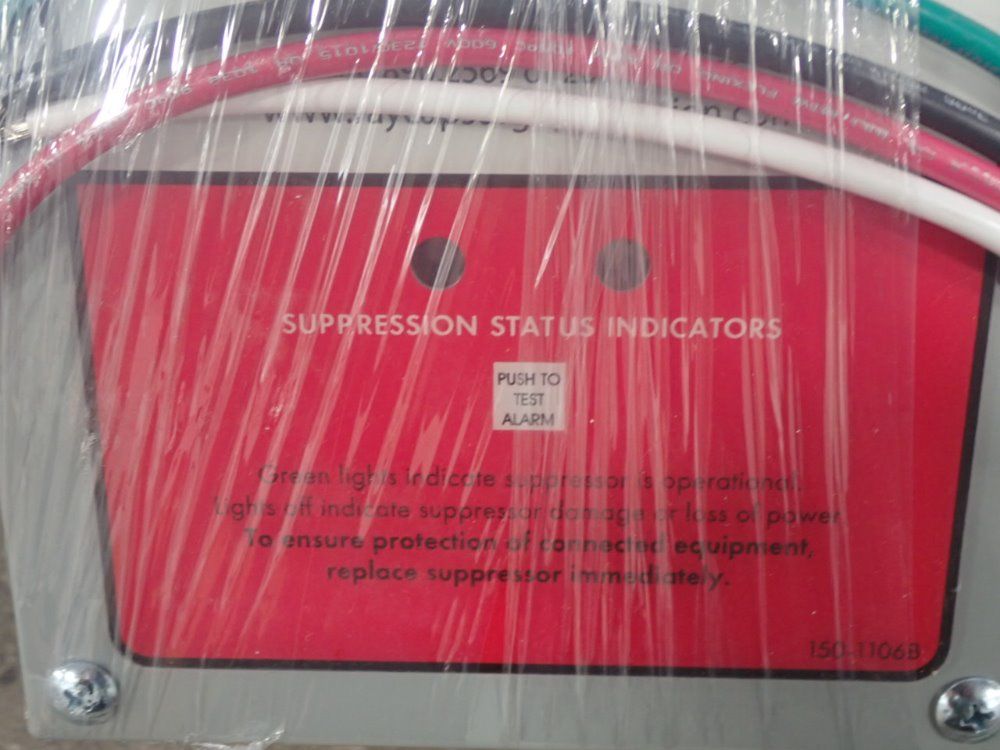 600V
SUPPRESSION STATUS INDICATORS
PUSH TO
TEST
ALARM
Green lights indicate suppressor is operational.
Lights off indicate suppressor damage or loss of power
To ensure protection of connected equipment,
replace suppressor immediately.
150-1106B